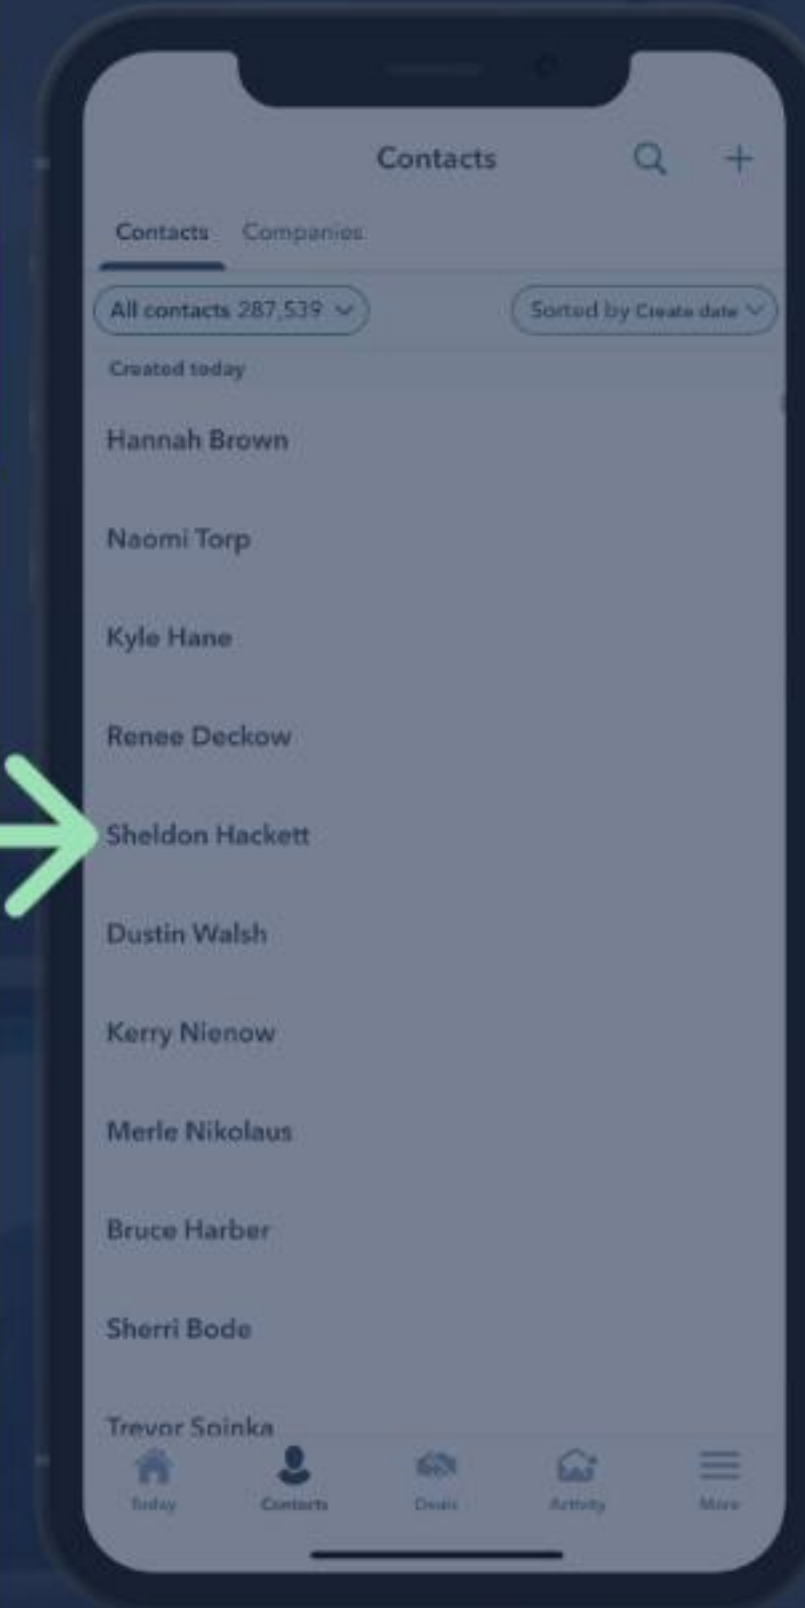 Contacts
Contacts Companies
All contacts 287,539 Sorted by Create date
Created today
Hannah Brown
Naomi Torp
Kyle Hane
Renee Deckow
Sheldon Hackett
Dustin Walsh
Kerry Nienow
Merle Nikolaus
Bruce Harber
Sherri Bode
Trevor Spinka
Today Contacts Deals Activity More